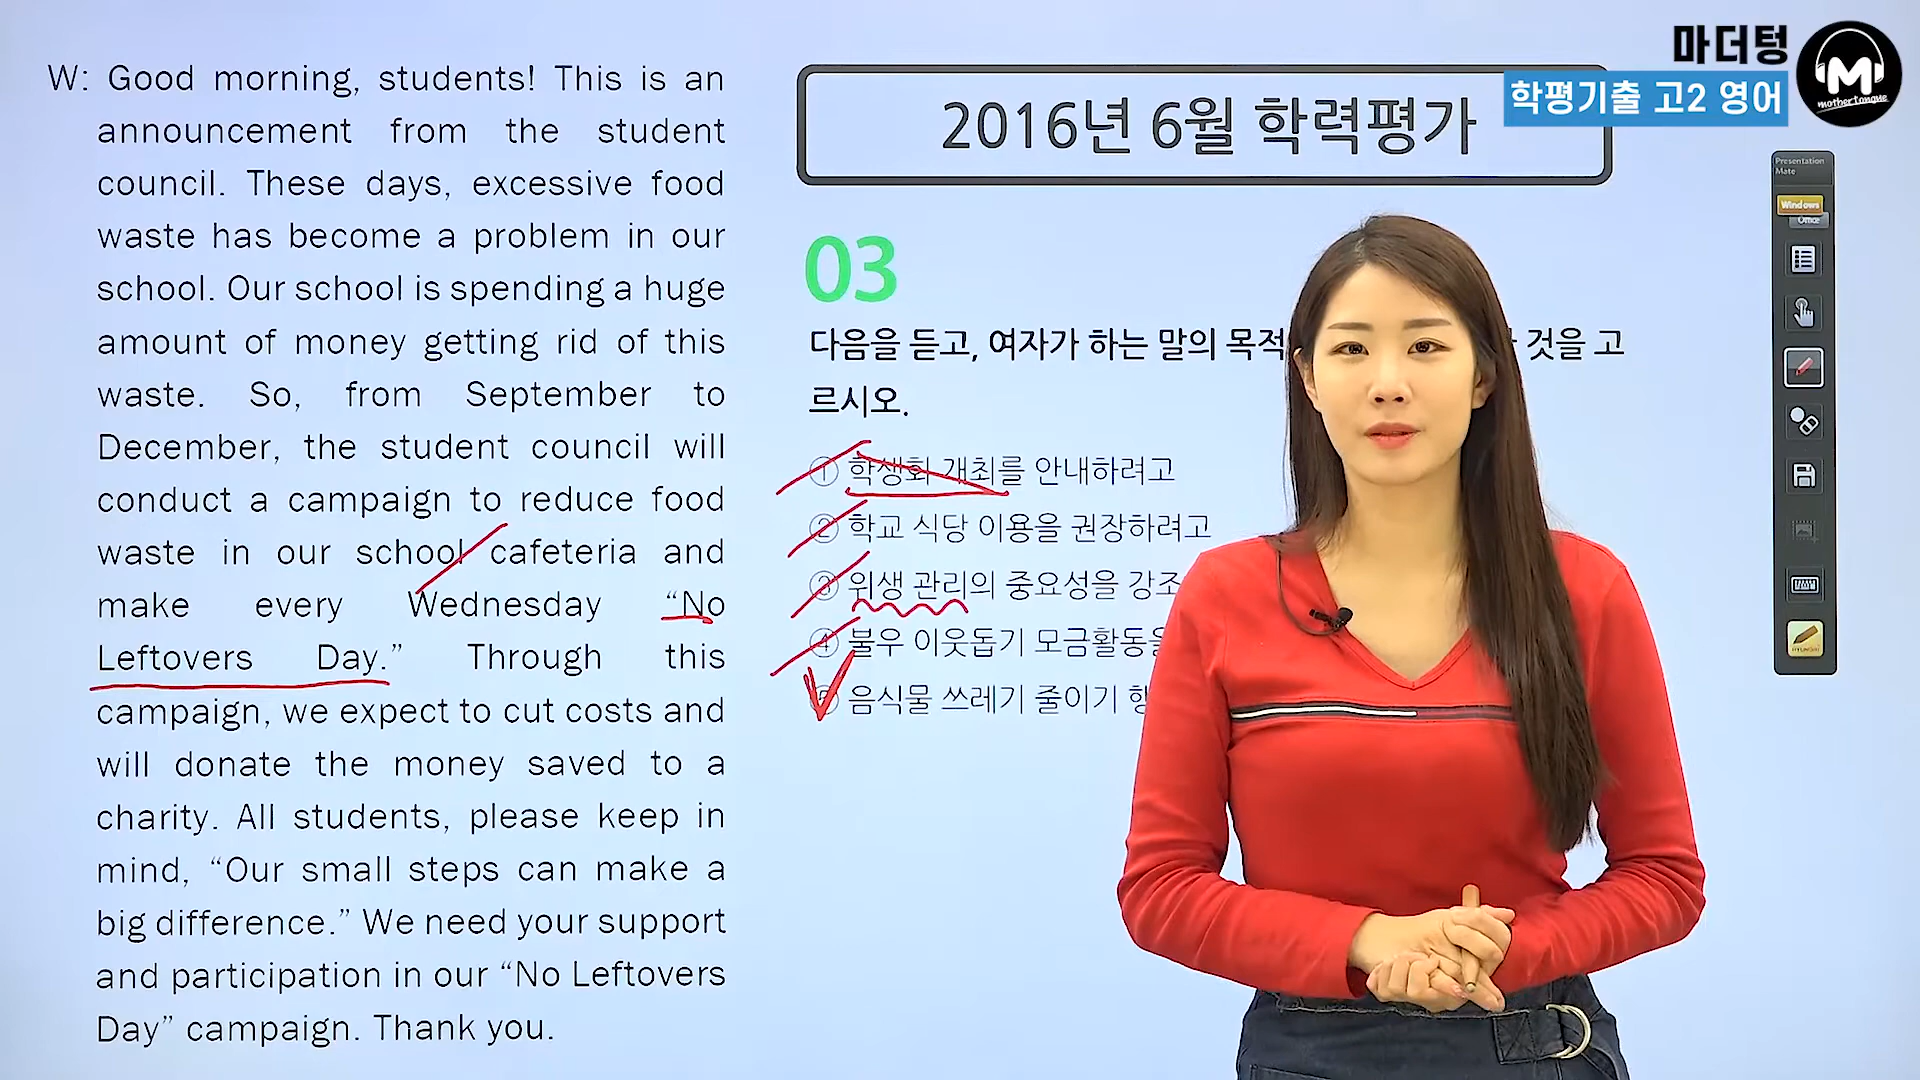 W: Good morning, students! This is an
announcement from the student
council. These days, excessive food
waste has become a problem in our
school. Our school is spending a huge
amount of money getting rid of this
waste. So, from September to
December, the student council will
conduct a campaign to reduce food
waste in our school cafeteria and
make every Wednesday “No
Leftovers Day.” Through this
campaign, we expect to cut costs and
will donate the money saved to a
charity. All students, please keep in
mind, “Our small steps can make a
big difference.” We need your support
and participation in our “No Leftovers
Day” campaign. Thank you.
2016년 6월 학력평가
03
다음을 듣고, 여자가 하는 말의 목적 것을 고
르시오.
① 학생회 개최를 안내하려고
② 학교 식당 이용을 권장하려고
③ 위생 관리의 중요성을 강조
④ 불우 이웃돕기 모금활동을
⑤ 음식물 쓰레기 줄이기
마더텅
학평기출 고2 영어
M
mothertongue
Presentation
Mate
Windows
Office